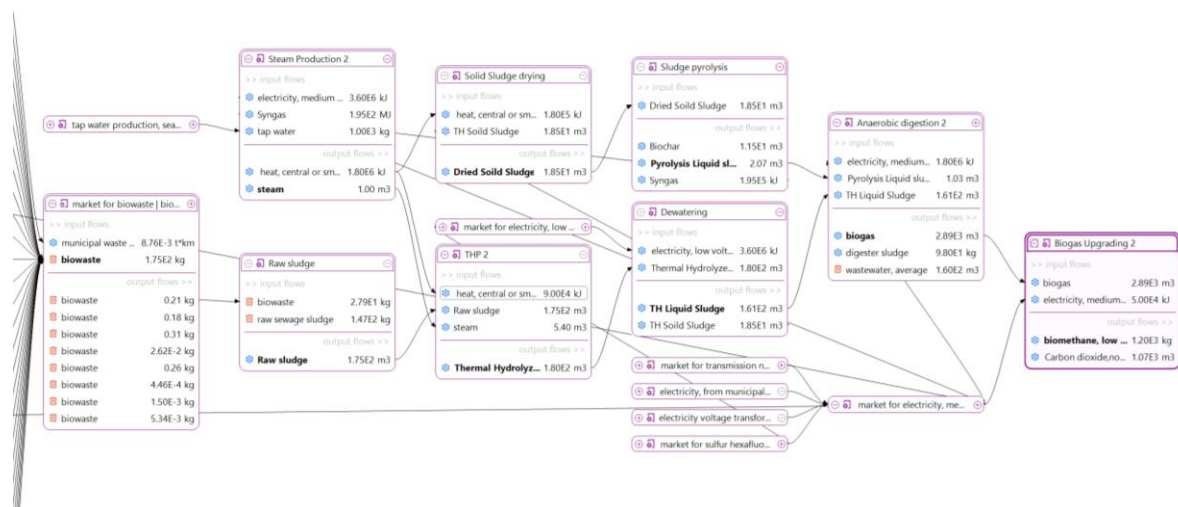 tap water production, sea...
market for biowaste | bio...
>> input flows
municipal waste ... 8.76E-3 t*km
biowaste 1.75E2 kg
output flows >>
biowaste 0.21 kg
biowaste 0.18 kg
biowaste 0.31 kg
biowaste 2.62E-2 kg
biowaste 0.26 kg
biowaste 4.46E-4 kg
biowaste 1.50E-3 kg
biowaste 5.34E-3 kg
Steam Production 2
>> input flows
electricity, medium ... 3.60E6 kJ
Syngas 1.95E2 MJ
tap water 1.00E3 kg
output flows >>
heat, central or sm... 1.80E6 kJ
steam 1.00 m3
Raw sludge
>> input flows
biowaste 2.79E1 kg
raw sewage sludge 1.47E2 kg
output flows >>
Raw sludge 1.75E2 m3
Solid Sludge drying
>> input flows
heat, central or sm... 1.80E5 kJ
TH Soild Sludge 1.85E1 m3
output flows >>
Dried Soild Sludge 1.85E1 m3
market for electricity, low ...
THP 2
>> input flows
heat, central or sm... 9.00E4 kJ
Raw sludge 1.75E2 m3
steam 5.40 m3
output flows >>
Thermal Hydrolyz... 1.80E2 m3
Sludge pyrolysis
>> input flows
Dried Soild Sludge 1.85E1 m3
output flows >>
Biochar 1.15E1 m3
Pyrolysis Liquid sl... 2.07 m3
Syngas 1.95E5 kJ
Dewatering
>> input flows
electricity, low volt... 3.60E6 kJ
Thermal Hydrolyze... 1.80E2 m3
output flows >>
TH Liquid Sludge 1.61E2 m3
TH Soild Sludge 1.85E1 m3
market for transmission n...
electricity, from municipal...
electricity voltage transfor...
market for sulfur hexafluo...
Anaerobic digestion 2
>> input flows
electricity, medium... 1.80E6 kJ
Pyrolysis Liquid slu... 1.03 m3
TH Liquid Sludge 1.61E2 m3
output flows >>
biogas 2.89E3 m3
digester sludge 9.80E1 kg
wastewater, average 1.60E2 m3
market for electricity, me...
Biogas Upgrading 2
>> input flows
biogas 2.89E3 m3
electricity, medium... 5.00E4 kJ
output flows >>
biomethane, low ... 1.20E3 kg
Carbon dioxide,no... 1.07E3 m3